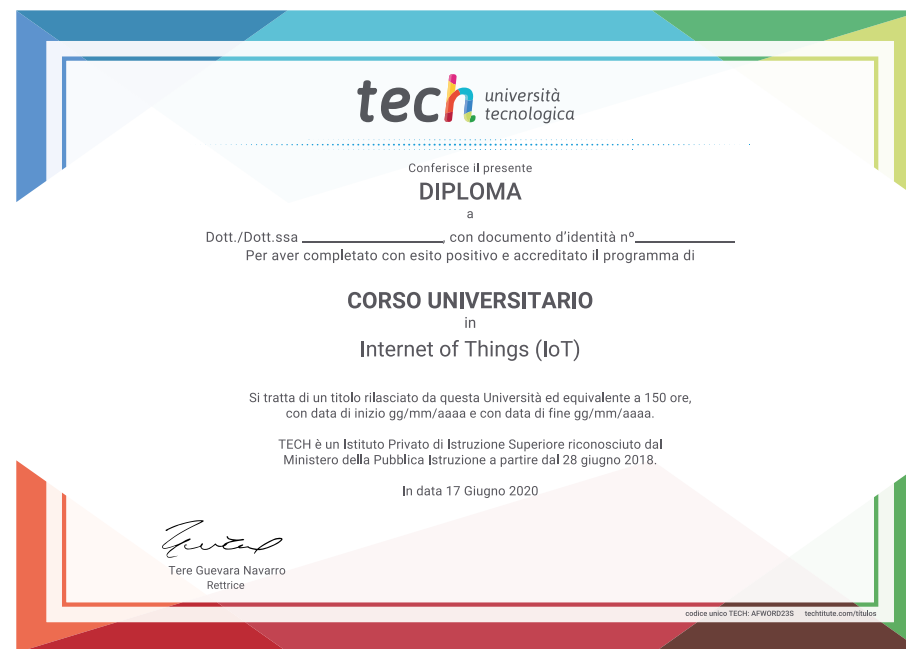 tech università
tecnologica
Conferisce il presente
DIPLOMA
a
Dott./Dott.ssa ____________________, con documento d'identità nº______________
Per aver completato con esito positivo e accreditato il programma di
CORSO UNIVERSITARIO
in
Internet of Things (IoT)
Si tratta di un titolo rilasciato da questa Università ed equivalente a 150 ore,
con data di inizio gg/mm/aaaa e con data di fine gg/mm/aaaa.
TECH è un Istituto Privato di Istruzione Superiore riconosciuto dal
Ministero della Pubblica Istruzione a partire dal 28 giugno 2018.
In data 17 Giugno 2020
Tere Guevara Navarro
Rettrice
codice unico TECH: AFWORD23S techtitute.com/titulos